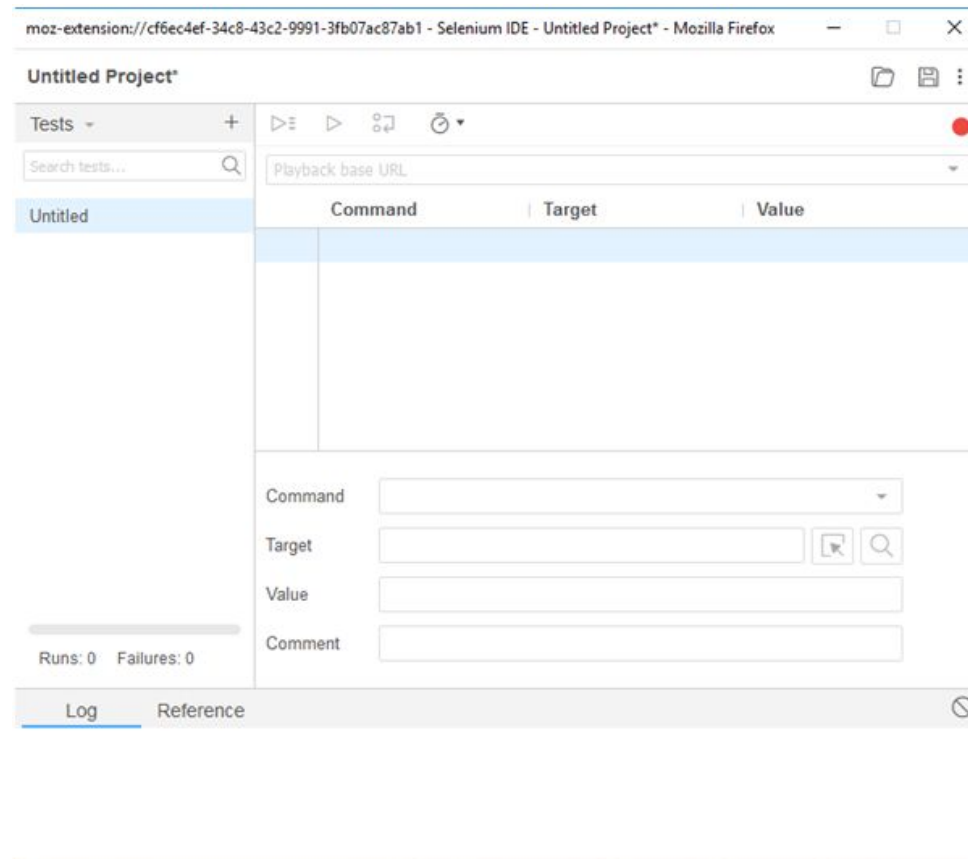 moz-extension://cf6ec4ef-34c8-43c2-9991-3fb07ac87ab1 - Selenium IDE - Untitled Project* - Mozilla Firefox
Untitled Project*
Tests
Search tests...
Untitled
Runs: 0 Failures: 0
Playback base URL
Command Target Value
Command
Target
Value
Comment
Log Reference